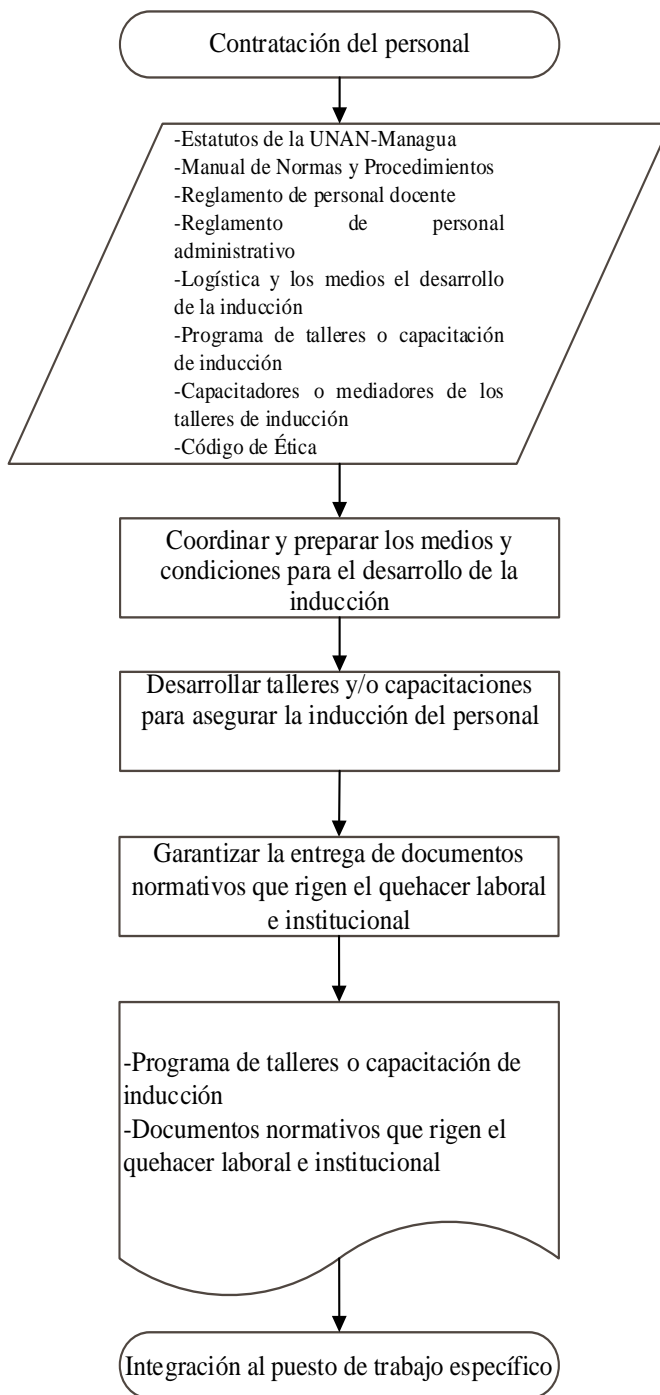 Contratación del personal
-Estatutos de la UNAN-Managua
-Manual de Normas y Procedimientos
-Reglamento de personal docente
-Reglamento de personal
administrativo
-Logística y los medios el desarrollo
de la inducción
-Programa de talleres o capacitación
de inducción
-Capacitadores o mediadores de los
talleres de inducción
-Código de Ética
Coordinar y preparar los medios y
condiciones para el desarrollo de la
inducción
Desarrollar talleres y/o capacitaciones
para asegurar la inducción del personal
Garantizar la entrega de documentos
normativos que rigen el quehacer laboral
e institucional
-Programa de talleres o capacitación de
inducción
-Documentos normativos que rigen el
quehacer laboral e institucional
Integración al puesto de trabajo específico